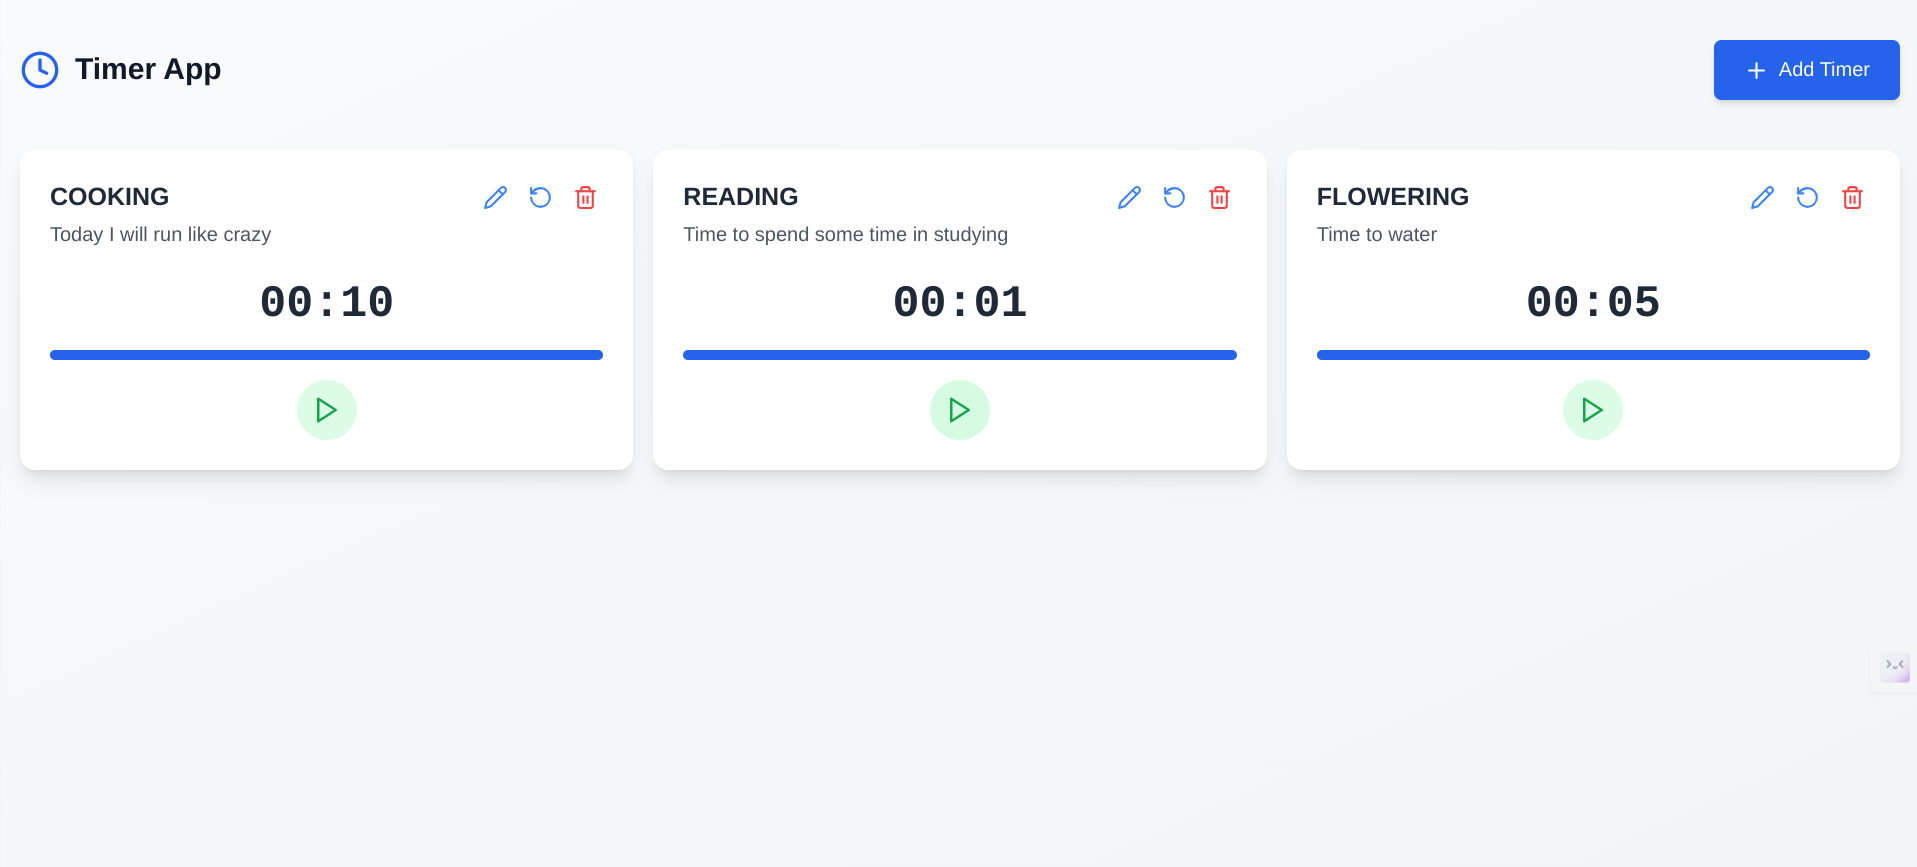 Timer App
Add Timer
COOKING
Today I will run like crazy
00:10
READING
Time to spend some time in studying
00:01
FLOWERING
Time to water
00:05